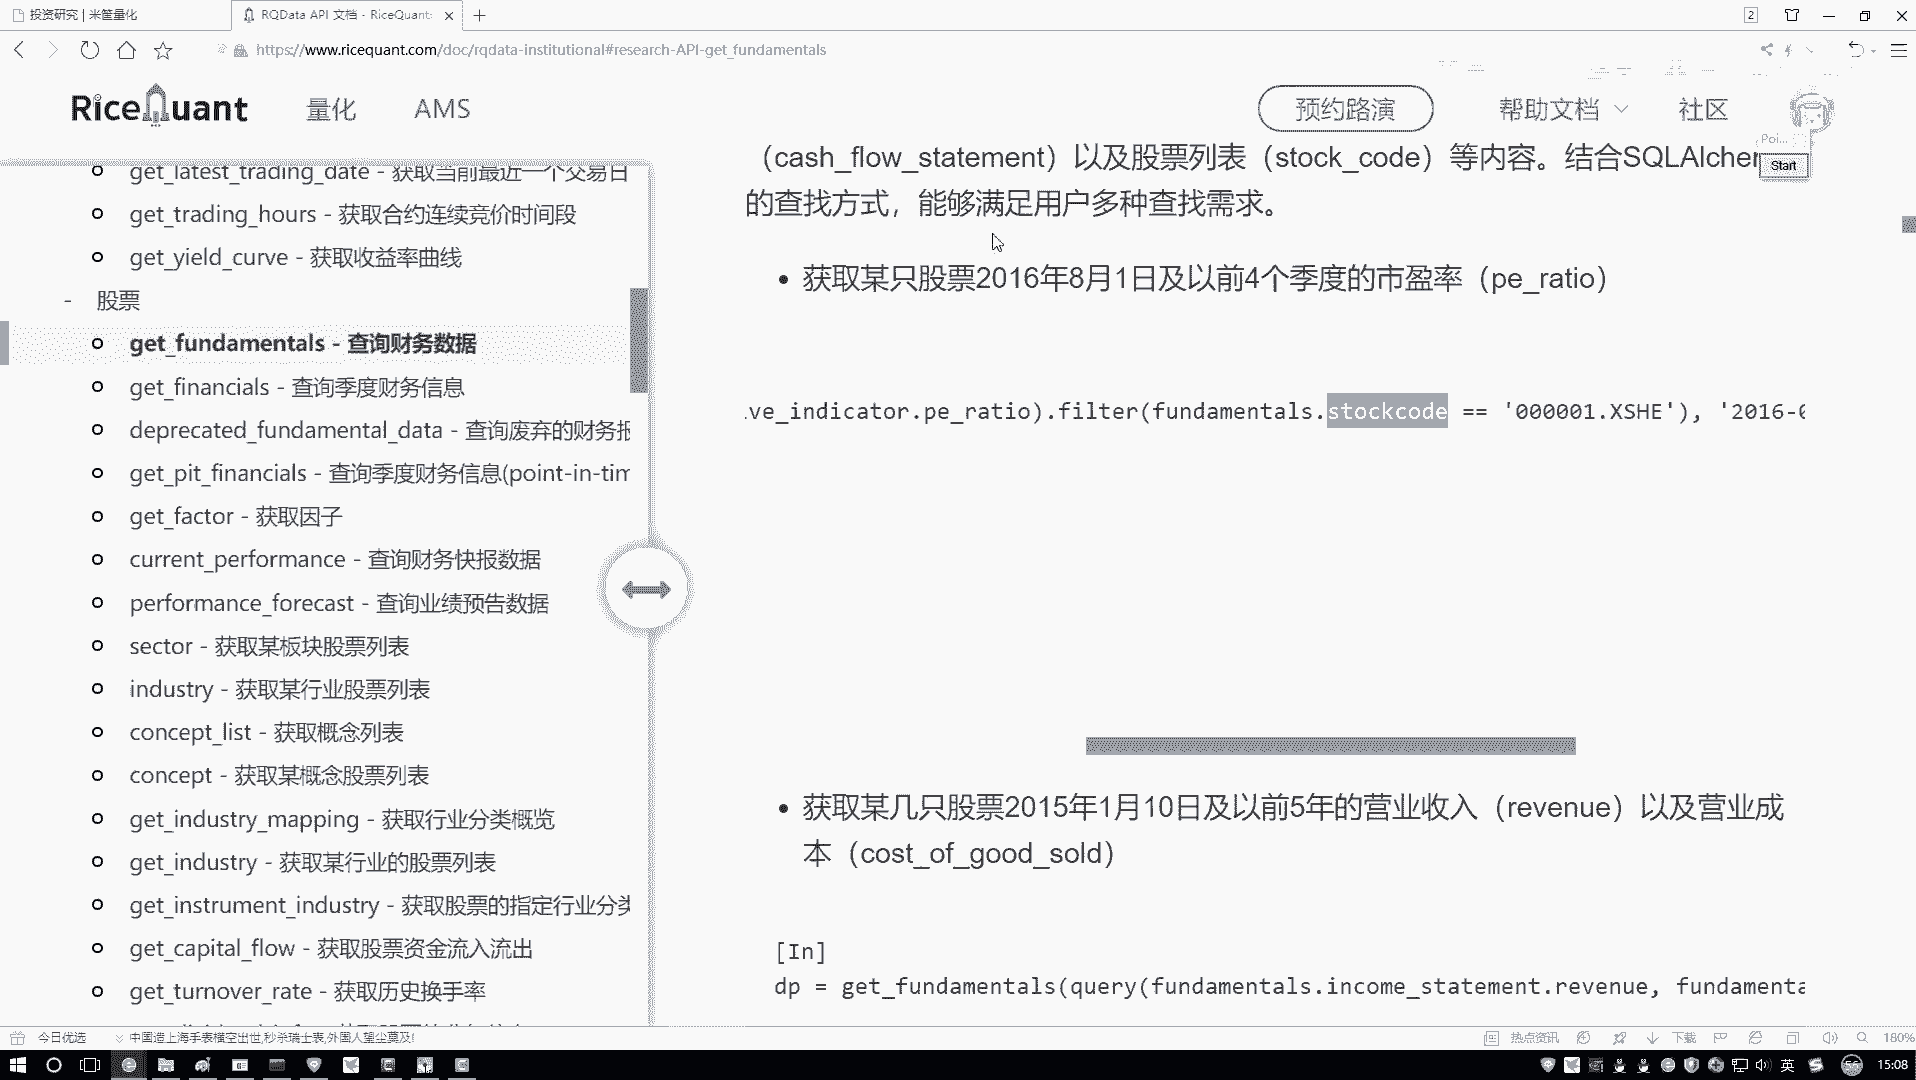 投资研究 | 米筐量化
RQData API 文档 - RiceQuant:
2
https://www.ricequant.com/doc/rqdata-institutional#research-API-get_fundamentals
RiceQuant
量化
AMS
预约路演
帮助文档
社区
Poi...
Start
get_latest_trading_date - 获取当前最近一个交易日
get_trading_hours - 获取合约连续竞价时间段
get_yield_curve - 获取收益率曲线
- 股票
get_fundamentals - 查询财务数据
get_financials - 查询季度财务信息
deprecated_fundamental_data - 查询废弃的财务报
get_pit_financials - 查询季度财务信息(point-in-tim
get_factor - 获取因子
current_performance - 查询财务快报数据
performance_forecast - 查询业绩预告数据
sector - 获取某板块股票列表
industry - 获取某行业股票列表
concept_list - 获取概念列表
concept - 获取某概念股票列表
get_industry_mapping - 获取行业分类概览
get_industry - 获取某行业的股票列表
get_instrument_industry - 获取股票的指定行业分类
get_capital_flow - 获取股票资金流入流出
get_turnover_rate - 获取历史换手率
（cash_flow_statement）以及股票列表（stock_code）等内容。结合SQLAlchem
的查找方式，能够满足用户多种查找需求。
• 获取某只股票2016年8月1日及以前4个季度的市盈率（pe_ratio）
.ve_indicator.pe_ratio).filter(fundamentals.stockcode == '000001.XSHE'), '2016-0
• 获取某几只股票2015年1月10日及以前5年的营业收入（revenue）以及营业成
本（cost_of_good_sold）
[In]
dp = get_fundamentals(query(fundamentals.income_statement.revenue, fundamenta
今日优选
中国造上海手表横空出世,秒杀瑞士表,外国人望尘莫及!
热点资讯
下载
180%
英
56
15:08